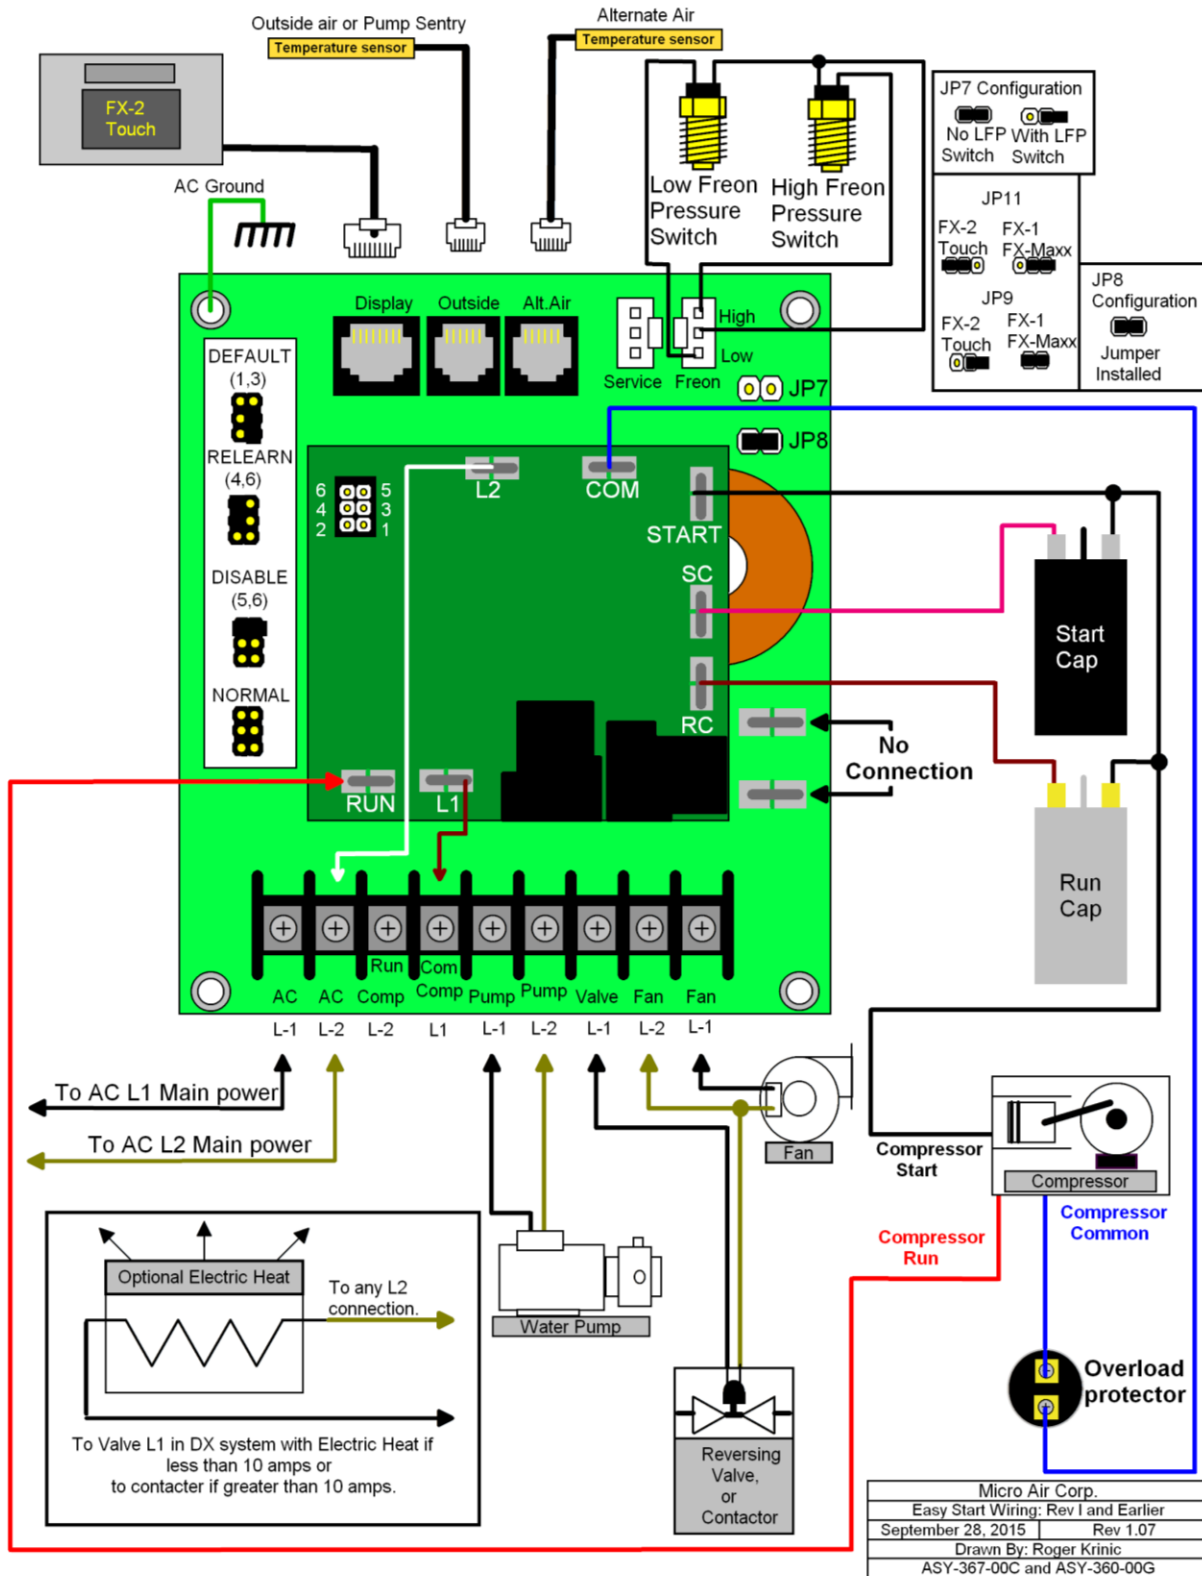 Outside air or Pump Sentry
Temperature sensor
Alternate Air
Temperature sensor
FX-2
Touch
AC Ground
Low Freon
Pressure
Switch
High Freon
Pressure
Switch
JP7 Configuration
No LFP
Switch
With LFP
Switch
JP11
FX-2
Touch
FX-1
FX-Maxx
JP9
FX-2
Touch
FX-1
FX-Maxx
JP8
Configuration
Jumper
Installed
Display
Outside
Alt.Air
High
Low
Service
Freon
JP7
JP8
DEFAULT
(1,3)
RELEARN
(4,6)
DISABLE
(5,6)
NORMAL
6 5
4 3
2 1
L2
COM
START
SC
RC
RUN
L1
Start
Cap
No
Connection
Run
Cap
AC
L-1
AC
L-2
Run
Comp
L-2
Com
Comp
L1
Pump
L-1
Pump
L-2
Valve
L-1
Fan
L-2
Fan
L-1
To AC L1 Main power
To AC L2 Main power
Fan
Compressor
Start
Compressor
Compressor
Run
Compressor
Common
Optional Electric Heat
To any L2
connection.
To Valve L1 in DX system with Electric Heat if
less than 10 amps or
to contacter if greater than 10 amps.
Water Pump
Reversing
Valve,
or
Contactor
Overload
protector
Micro Air Corp.
Easy Start Wiring: Rev I and Earlier
September 28, 2015 Rev 1.07
Drawn By: Roger Krinic
ASY-367-00C and ASY-360-00G